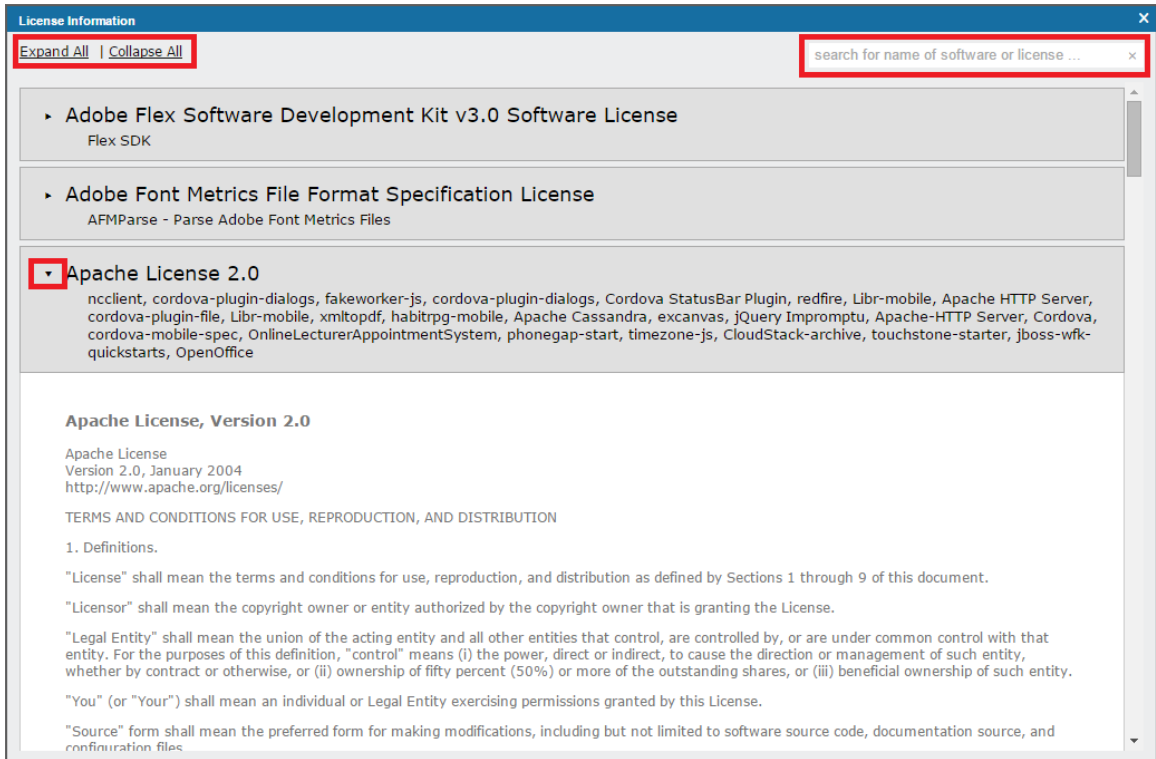 License Information X
Expand All | Collapse All
search for name of software or license ... ×
Adobe Flex Software Development Kit v3.0 Software License
Flex SDK
Adobe Font Metrics File Format Specification License
AFMParse - Parse Adobe Font Metrics Files
Apache License 2.0
ncclient, cordova-plugin-dialogs, fakeworker-js, cordova-plugin-dialogs, Cordova StatusBar Plugin, redfire, Libr-mobile, Apache HTTP Server,
cordova-plugin-file, Libr-mobile, xmltopdf, habitrpg-mobile, Apache Cassandra, excanvas, jQuery Impromptu, Apache-HTTP Server, Cordova,
cordova-mobile-spec, OnlineLecturerAppointmentSystem, phonegap-start, timezone-js, CloudStack-archive, touchstone-starter, jboss-wfk-
quickstarts, OpenOffice
Apache License, Version 2.0
Apache License
Version 2.0, January 2004
http://www.apache.org/licenses/
TERMS AND CONDITIONS FOR USE, REPRODUCTION, AND DISTRIBUTION
1. Definitions.
"License" shall mean the terms and conditions for use, reproduction, and distribution as defined by Sections 1 through 9 of this document.
"Licensor" shall mean the copyright owner or entity authorized by the copyright owner that is granting the License.
"Legal Entity" shall mean the union of the acting entity and all other entities that control, are controlled by, or are under common control with that
entity. For the purposes of this definition, "control" means (i) the power, direct or indirect, to cause the direction or management of such entity,
whether by contract or otherwise, or (ii) ownership of fifty percent (50%) or more of the outstanding shares, or (iii) beneficial ownership of such entity.
"You" (or "Your") shall mean an individual or Legal Entity exercising permissions granted by this License.
"Source" form shall mean the preferred form for making modifications, including but not limited to software source code, documentation source, and
configuration files.